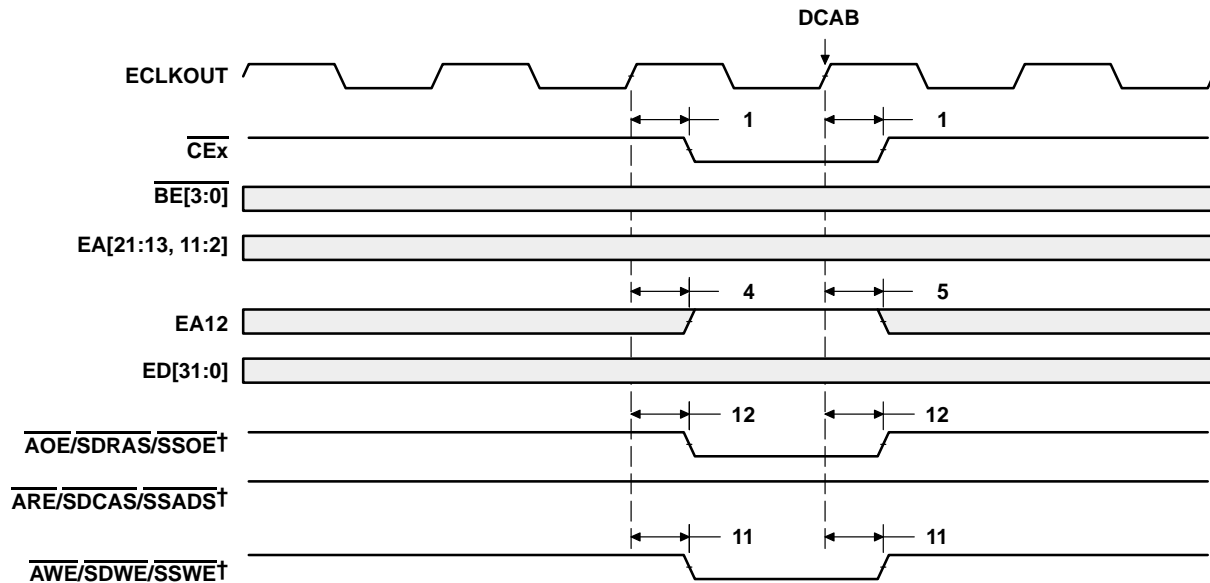 DCAB
ECLKOUT
1 1
CEx
BE[3:0]
EA[21:13, 11:2]
4 5
EA12
ED[31:0]
12 12
AOE/SDRAS/SSOE†
ARE/SDCAS/SSADS†
11 11
AWE/SDWE/SSWE†